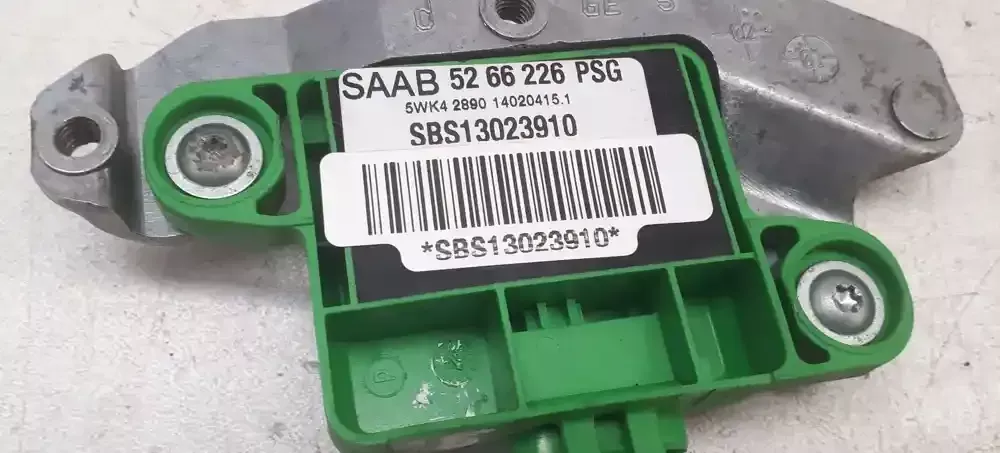 SAAB 52 66 226 PSG
5WK4 2890 14020415.1
SBS13023910
*SBS13023910*